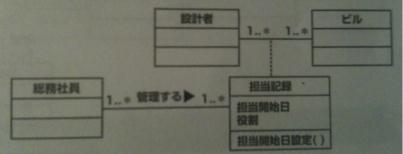 設計者
ビル
1..* 1..*
総務社員
1..* 管理する▶ 1..*
担当記録
担当開始日
役割
担当開始日設定()